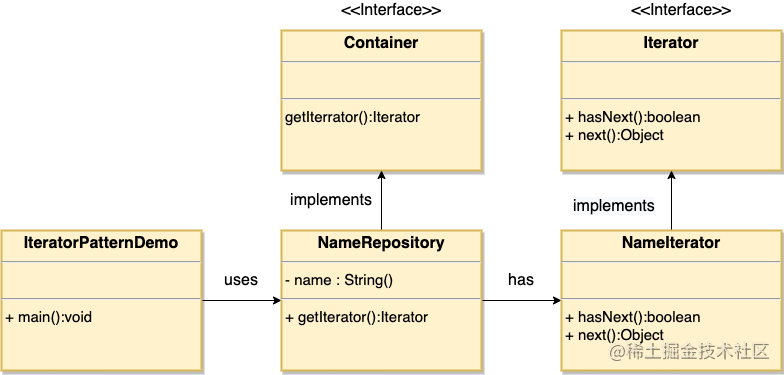 <<Interface>>
Container
getIterrator():Iterator
<<Interface>>
Iterator
+ hasNext():boolean
+ next():Object
implements
implements
IteratorPatternDemo
+ main():void
uses
NameRepository
- name : String()
+ getIterator():Iterator
has
NameIterator
+ hasNext():boolean
+ next():Object
@稀土掘金技术社区